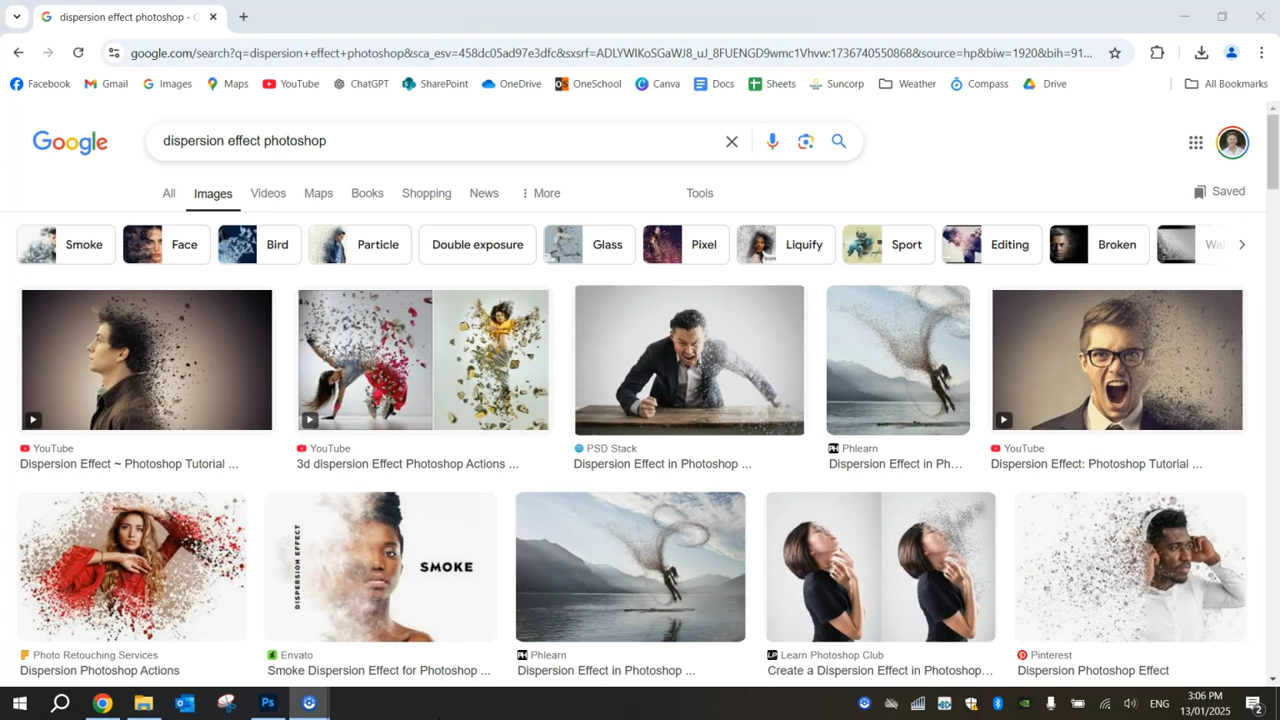 dispersion effect photoshop - G
google.com/search?q=dispersion+effect+photoshop&sca_esv=458dc05ad97e3dfc&sxsrf=ADLYWIKoSGaWJ8_uJ_8FUENGD9wmc1Vhvw:1736740550868&source=hp&biw=1920&bih=91...
Facebook Gmail Images Maps YouTube ChatGPT SharePoint OneDrive OneSchool Canva Docs Sheets Suncorp Weather Compass Drive All Bookmarks
Google dispersion effect photoshop
All Images Videos Maps Books Shopping News More Tools Saved
Smoke Face Bird Particle Double exposure Glass Pixel Liquify Sport Editing Broken
YouTube YouTube PSD Stack Phlearn YouTube
Dispersion Effect ~ Photoshop Tutorial ... 3d dispersion Effect Photoshop Actions ... Dispersion Effect in Photoshop ... Dispersion Effect in Ph... Dispersion Effect: Photoshop Tutorial ...
DISPERSION EFFECT
SMOKE
Photo Retouching Services Envato Phlearn Learn Photoshop Club Pinterest
Dispersion Photoshop Actions Smoke Dispersion Effect for Photoshop ... Dispersion Effect in Photoshop ... Create a Dispersion Effect in Photoshop... Dispersion Photoshop Effect
Ps
ENG
3:06 PM
13/01/2025
2